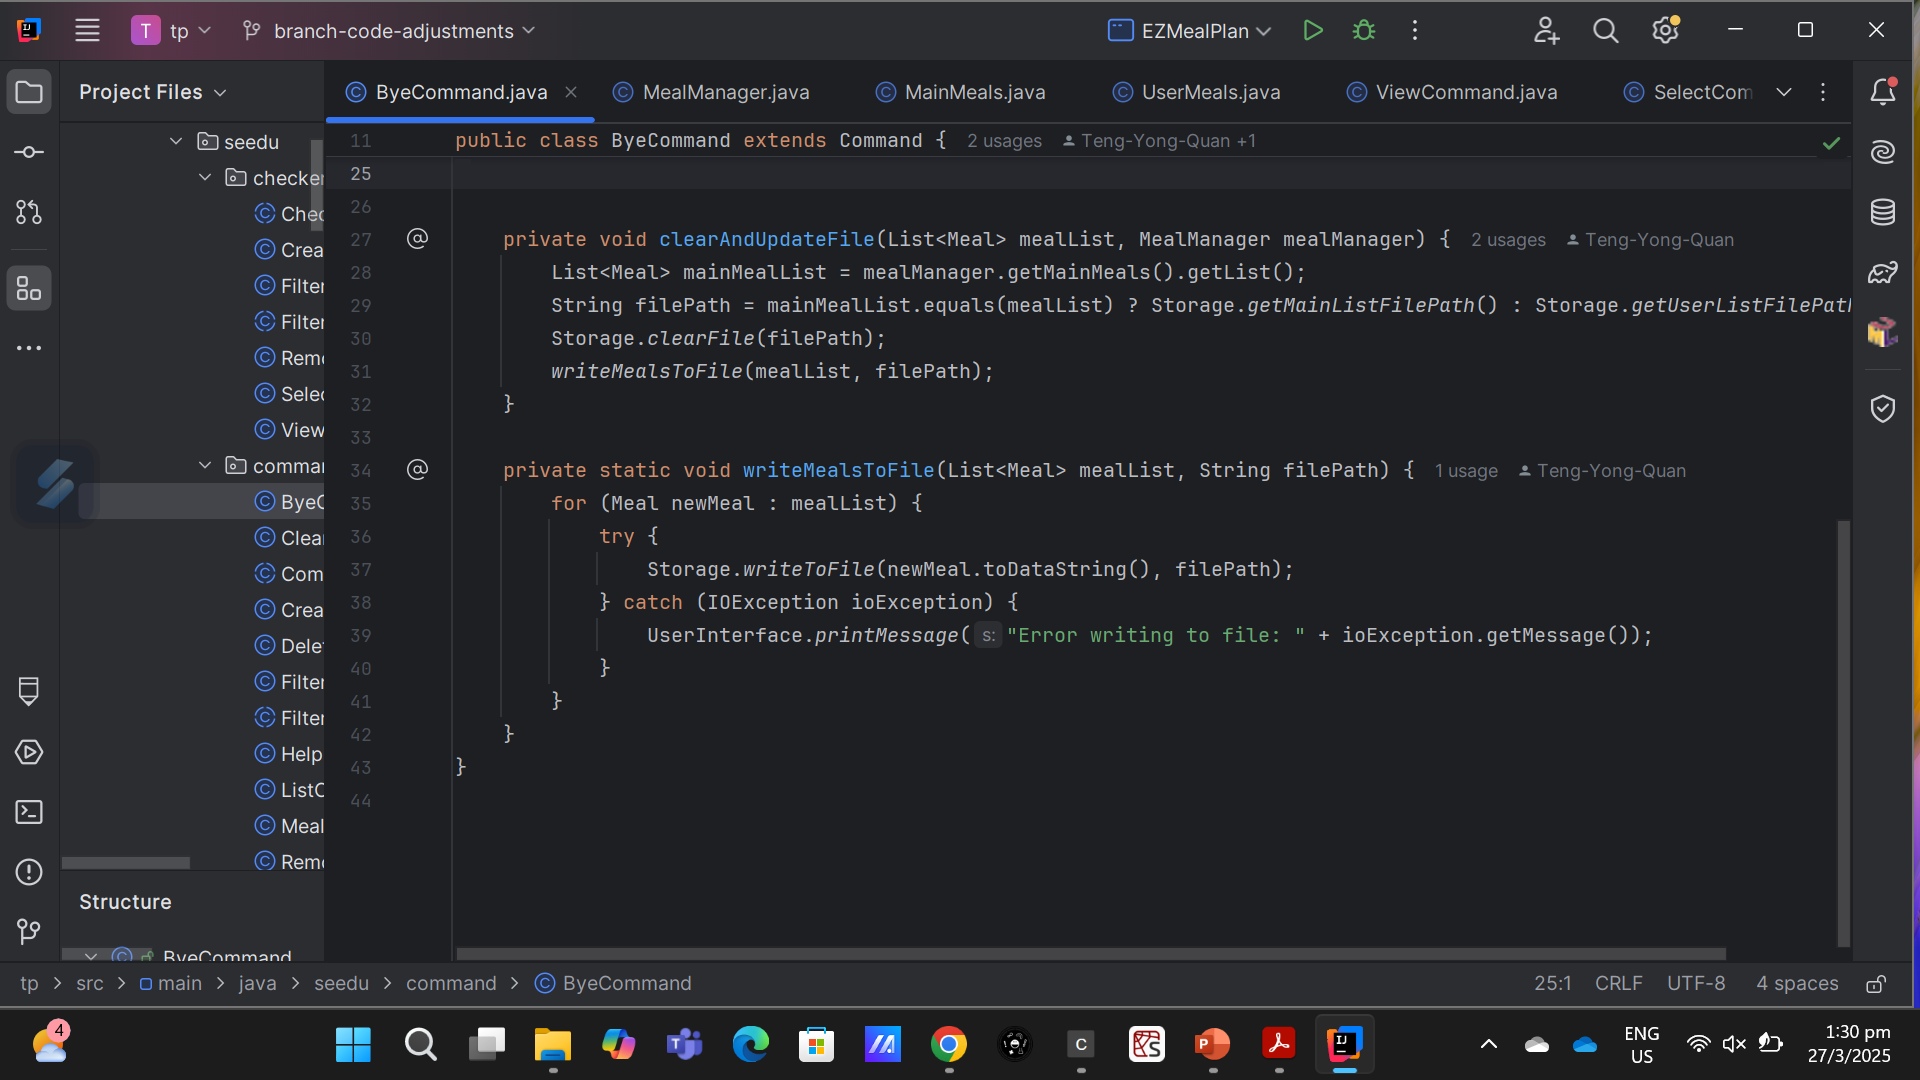 T tp branch-code-adjustments EZMealPlan
Project Files
ByeCommand.java MealManager.java MainMeals.java UserMeals.java ViewCommand.java SelectCom
seedu
checker
Chec
Crea
Filter
Filter
Remo
Selec
View
commar
ByeC
Clear
Com
Crea
Delet
Filter
Filter
Help
ListC
Meal
Remo
Structure
ByeCommand
11 public class ByeCommand extends Command { 2 usages Teng-Yong-Quan +1
25
26
27 @ private void clearAndUpdateFile(List<Meal> mealList, MealManager mealManager) { 2 usages Teng-Yong-Quan
28 List<Meal> mainMealList = mealManager.getMainMeals().getList();
29 String filePath = mainMealList.equals(mealList) ? Storage.getMainListFilePath() : Storage.getUserListFilePath
30 Storage.clearFile(filePath);
31 writeMealsToFile(mealList, filePath);
32 }
33
34 @ private static void writeMealsToFile(List<Meal> mealList, String filePath) { 1 usage Teng-Yong-Quan
35 for (Meal newMeal : mealList) {
36 try {
37 Storage.writeToFile(newMeal.toDataString(), filePath);
38 } catch (IOException ioException) {
39 UserInterface.printMessage( s: "Error writing to file: " + ioException.getMessage());
40 }
41 }
42 }
43 }
44
tp > src > main > java > seedu > command > ByeCommand 25:1 CRLF UTF-8 4 spaces
4
ENG
US
1:30 pm
27/3/2025